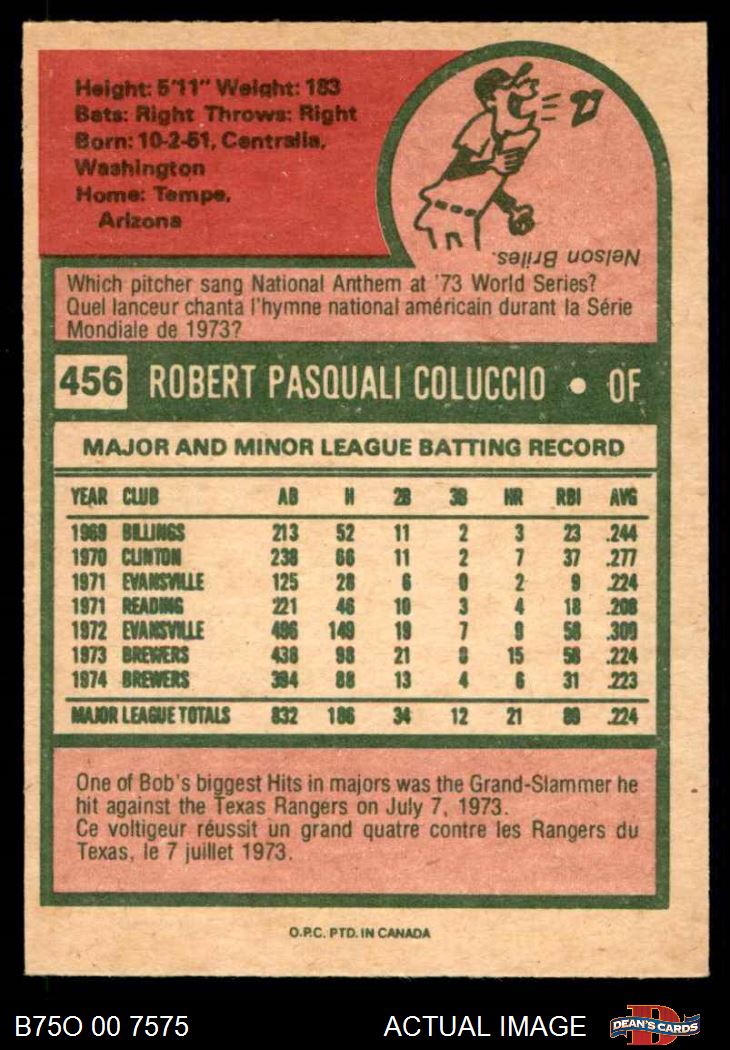 Height: 5'11" Weight: 183
Bats: Right Throws: Right
Born: 10-2-51, Centralia,
Washington
Home: Tempe,
Arizona
Nelson Briles.
Which pitcher sang National Anthem at '73 World Series?
Quel lanceur chanta l'hymne national américain durant la Série
Mondiale de 1973?
456 ROBERT PASQUALI COLUCCIO • OF
MAJOR AND MINOR LEAGUE BATTING RECORD
YEAR CLUB AB H 2B 3B HR RBI AVG
1969 BILLINGS 213 52 11 2 3 23 .244
1970 CLINTON 238 66 11 2 7 37 .277
1971 EVANSVILLE 125 28 6 0 2 9 .224
1971 READING 221 46 10 3 4 18 .208
1972 EVANSVILLE 496 149 19 7 9 58 .300
1973 BREWERS 438 98 21 8 15 58 .224
1974 BREWERS 394 88 13 4 6 31 .223
MAJOR LEAGUE TOTALS 832 186 34 12 21 89 .224
One of Bob's biggest Hits in majors was the Grand-Slammer he
hit against the Texas Rangers on July 7, 1973.
Ce voltigeur réussit un grand quatre contre les Rangers du
Texas, le 7 juillet 1973.
O.P.C. PTD. IN CANADA
B75O 00 7575 ACTUAL IMAGE D DEAN'S CARDS